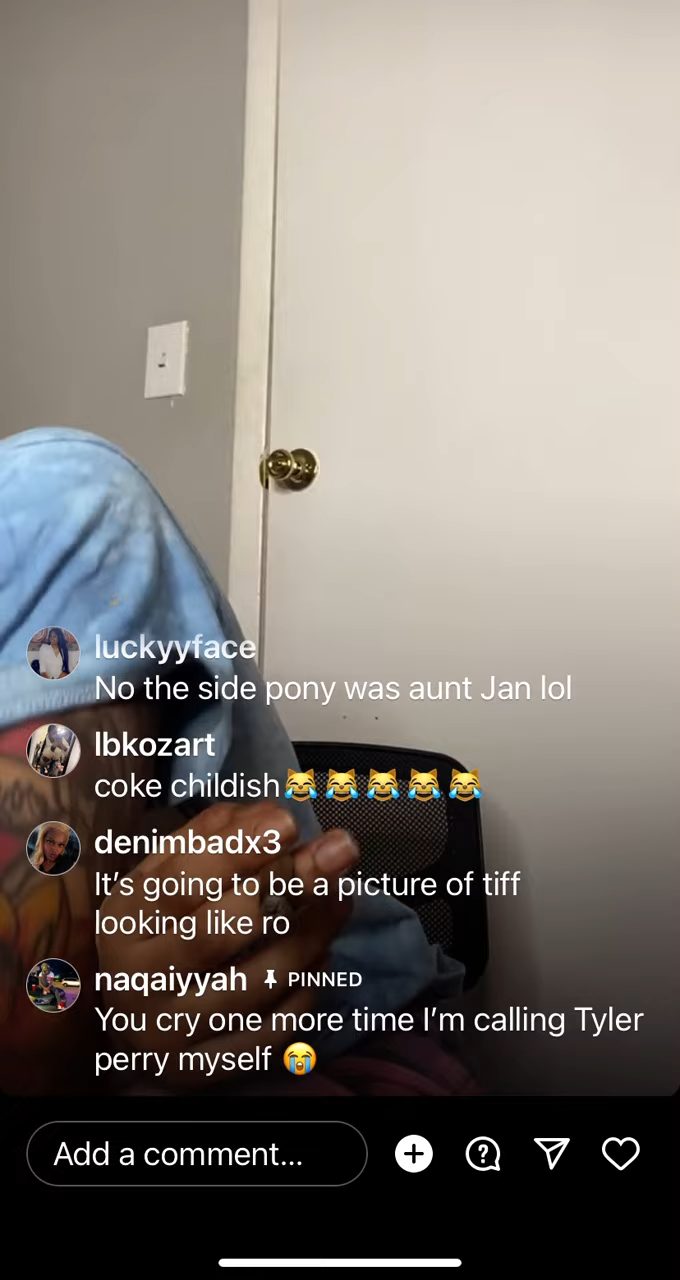 luckyyface
No the side pony was aunt Jan lol
lbkozart
coke childish😹😹😹😹😹
denimbadx3
It's going to be a picture of tiff
looking like ro
naqaiyyah PINNED
You cry one more time I'm calling Tyler
perry myself 😭
Add a comment...